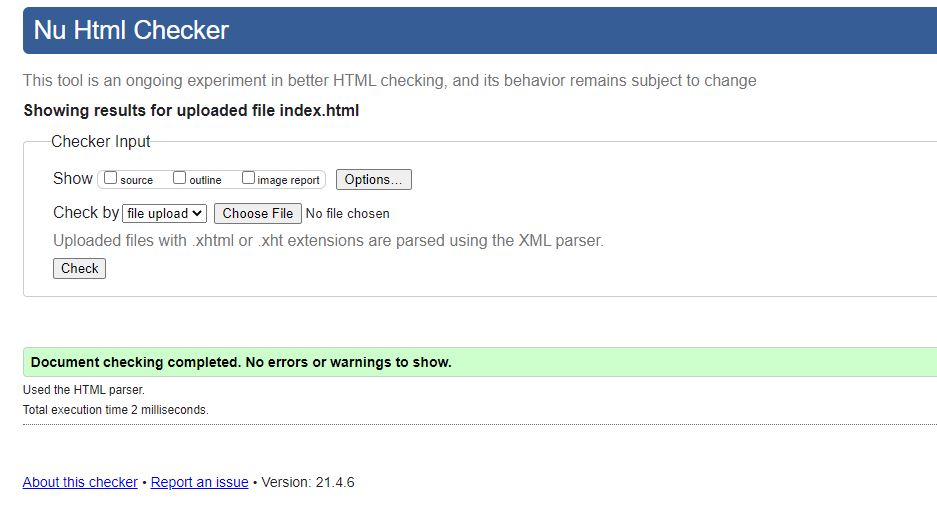 Nu Html Checker
This tool is an ongoing experiment in better HTML checking, and its behavior remains subject to change
Showing results for uploaded file index.html
Checker Input
Show source outline image report Options...
Check by file upload Choose File No file chosen
Uploaded files with .xhtml or .xht extensions are parsed using the XML parser.
Check
Document checking completed. No errors or warnings to show.
Used the HTML parser.
Total execution time 2 milliseconds.
About this checker • Report an issue • Version: 21.4.6